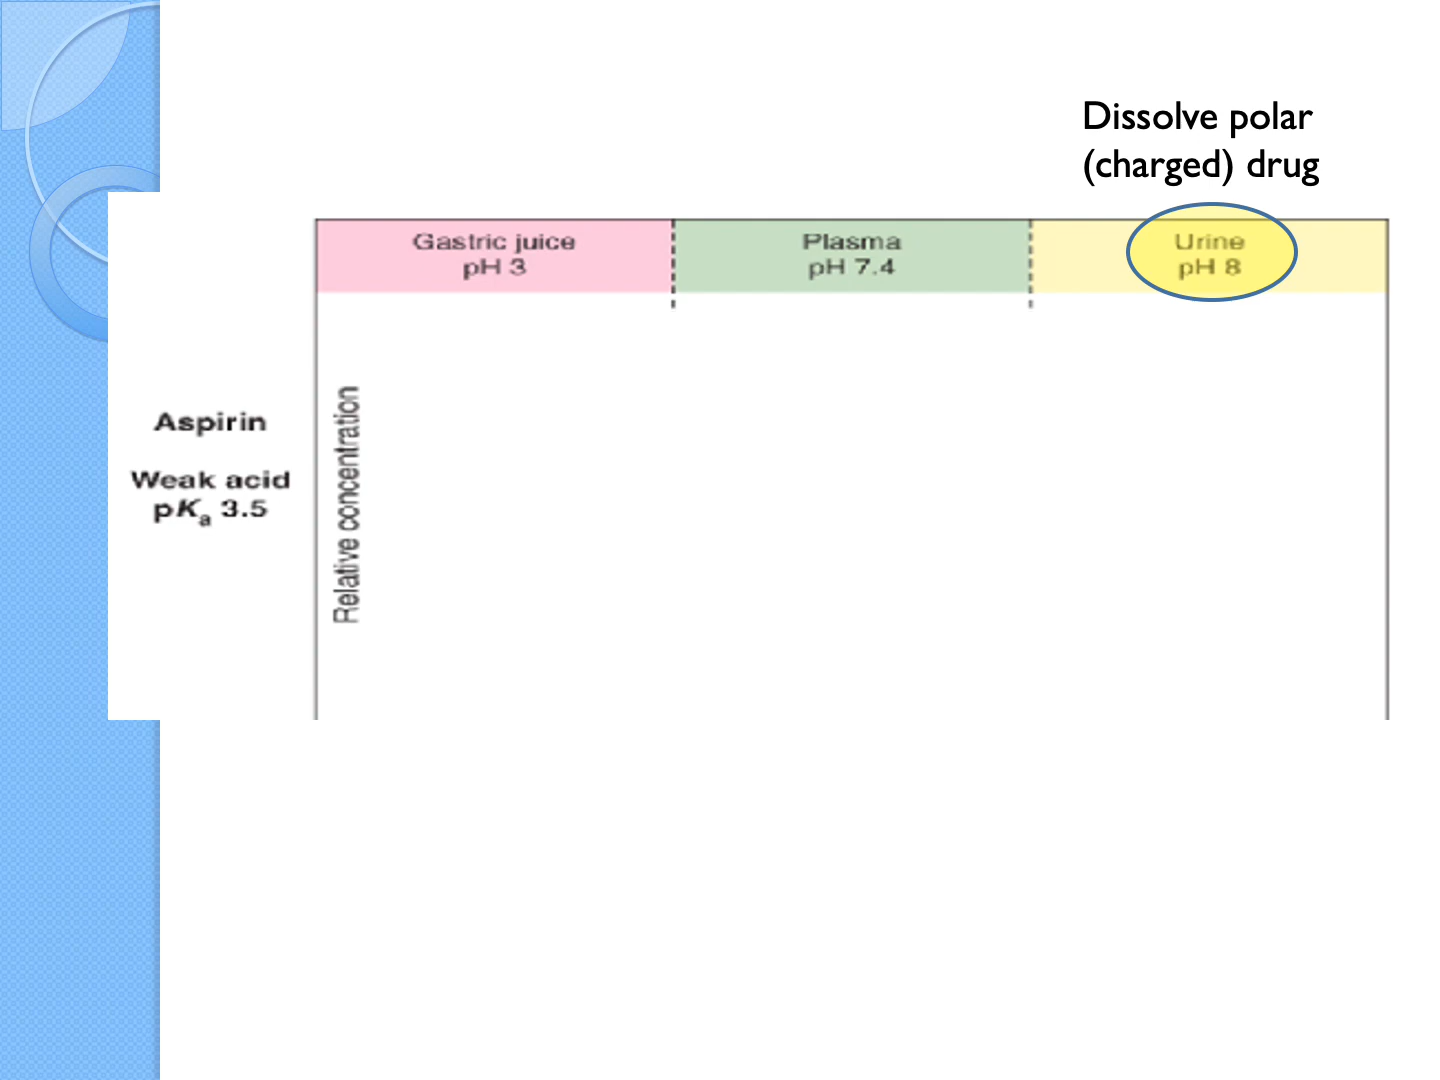 Dissolve polar
(charged) drug
Gastric juice
pH 3
Plasma
pH 7.4
Urine
pH 8
Aspirin
Weak acid
pKa 3.5
Relative concentration